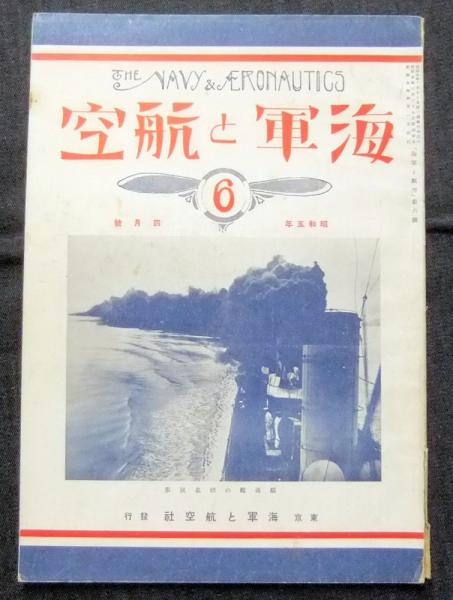 THE NAVY & ÆRONAUTICS
海軍と航空
6
昭和五年 四月號
東京 海軍と航空社 發行